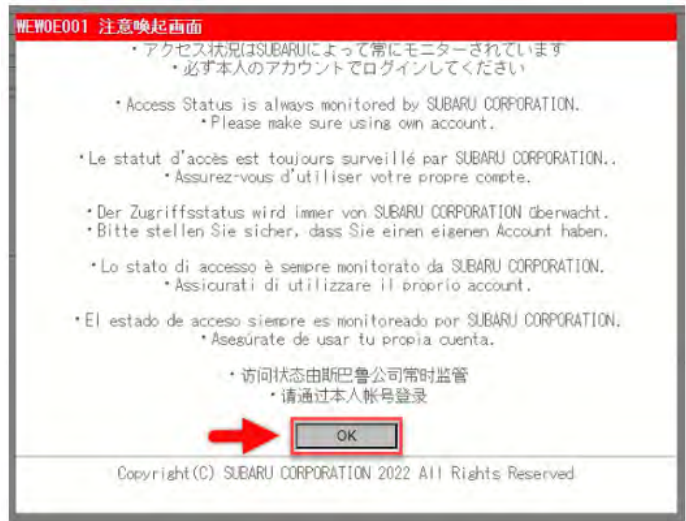 WEW0E001 注意喚起画面
・アクセス状況はSUBARUによって常にモニターされています
・必ず本人のアカウントでログインしてください
・Access Status is always monitored by SUBARU CORPORATION.
・Please make sure using own account.
・Le statut d'accès est toujours surveillé par SUBARU CORPORATION..
・Assurez-vous d'utiliser votre propre compte.
・Der Zugriffsstatus wird immer von SUBARU CORPORATION überwacht.
・Bitte stellen Sie sicher, dass Sie einen eigenen Account haben.
・Lo stato di accesso è sempre monitorato da SUBARU CORPORATION.
・Assicurati di utilizzare il proprio account.
・El estado de acceso siempre es monitoreado por SUBARU CORPORATION.
・Asegúrate de usar tu propia cuenta.
・访问状态由斯巴鲁公司常时监管
・请通过本人帐号登录
OK
Copyright(C) SUBARU CORPORATION 2022 All Rights Reserved